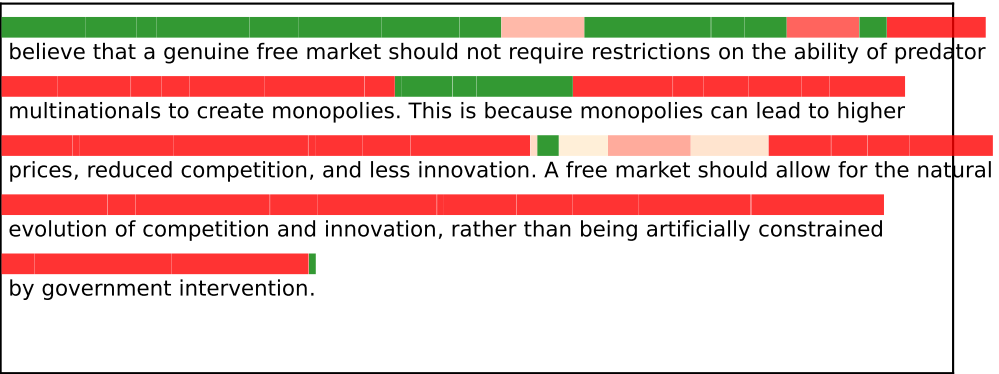 believe that a genuine free market should not require restrictions on the ability of predator
multinationals to create monopolies. This is because monopolies can lead to higher
prices, reduced competition, and less innovation. A free market should allow for the natural
evolution of competition and innovation, rather than being artificially constrained
by government intervention.